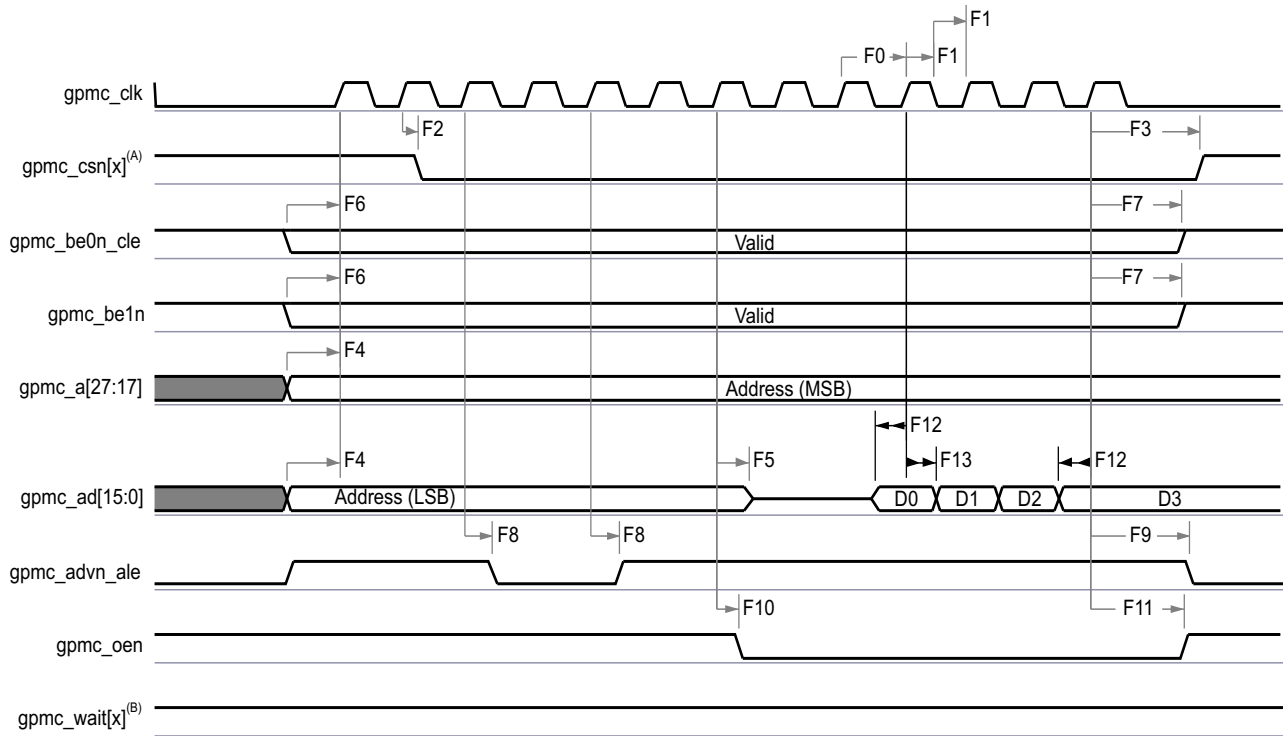 F1
F0 F1
gpmc_clk
F2 F3
gpmc_csn[x](A)
F6 F7
gpmc_be0n_cle
Valid
F6 F7
gpmc_be1n
Valid
F4
gpmc_a[27:17]
Address (MSB)
F12
F4 F5 F13 F12
gpmc_ad[15:0]
Address (LSB) D0 D1 D2 D3
F8 F8 F9
gpmc_advn_ale
F10 F11
gpmc_oen
gpmc_wait[x](B)